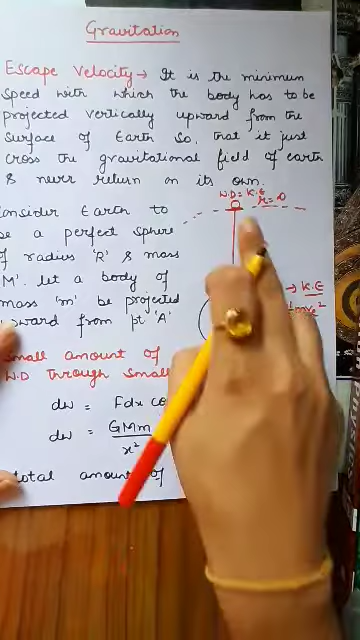 Gravitation
Escape Velocity → It is the minimum
speed with which the body has to be
projected vertically upward from the
surface of Earth so, that it just
cross the gravitational field of earth
& never return on its own.
W.D = K.E
onsider Earth to
be a perfect sphere
of radius 'R' & mass
'M'. let a body of
mass 'm' be projected
upward from pt 'A'
→ K.E
Small amount of
W.D through small
dw = Fdx co
dw = GMm
x²
total amount of